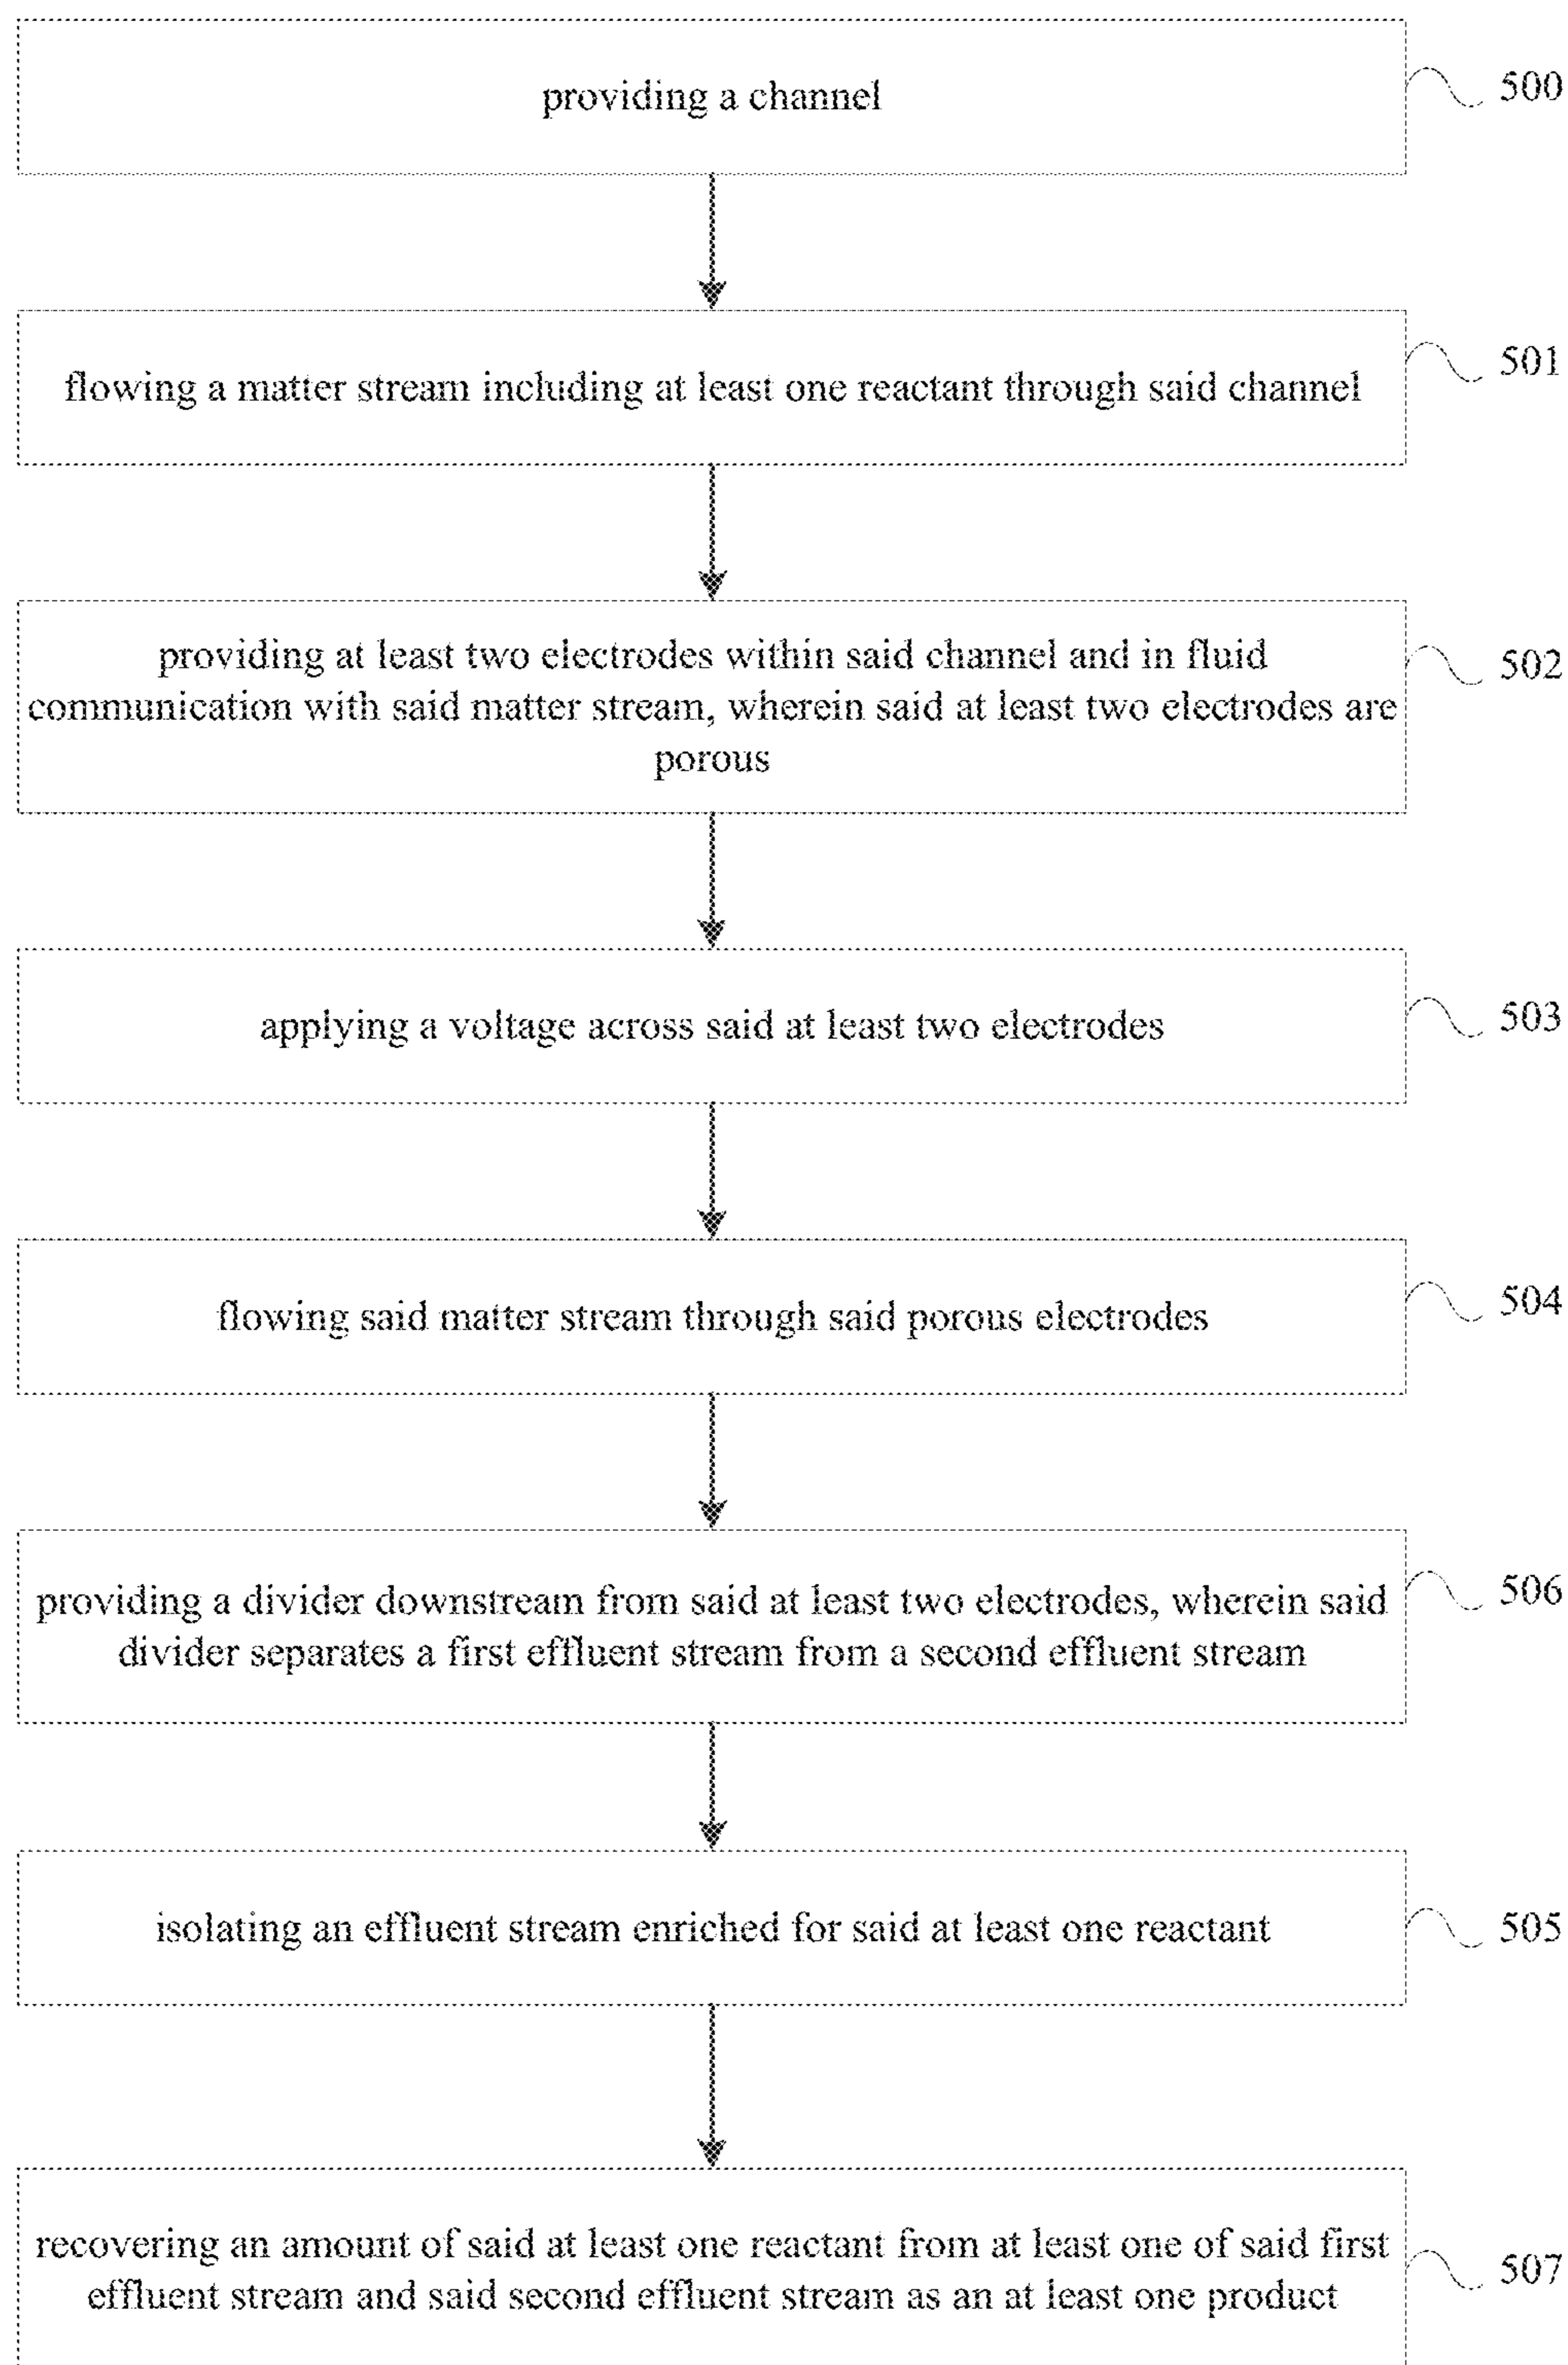 providing a channel
500
flowing a matter stream including at least one reactant through said channel
501
providing at least two electrodes within said channel and in fluid
communication with said matter stream, wherein said at least two electrodes are
porous
502
applying a voltage across said at least two electrodes
503
flowing said matter stream through said porous electrodes
504
providing a divider downstream from said at least two electrodes, wherein said
divider separates a first effluent stream from a second effluent stream
506
isolating an effluent stream enriched for said at least one reactant
505
recovering an amount of said at least one reactant from at least one of said first
effluent stream and said second effluent stream as an at least one product
507